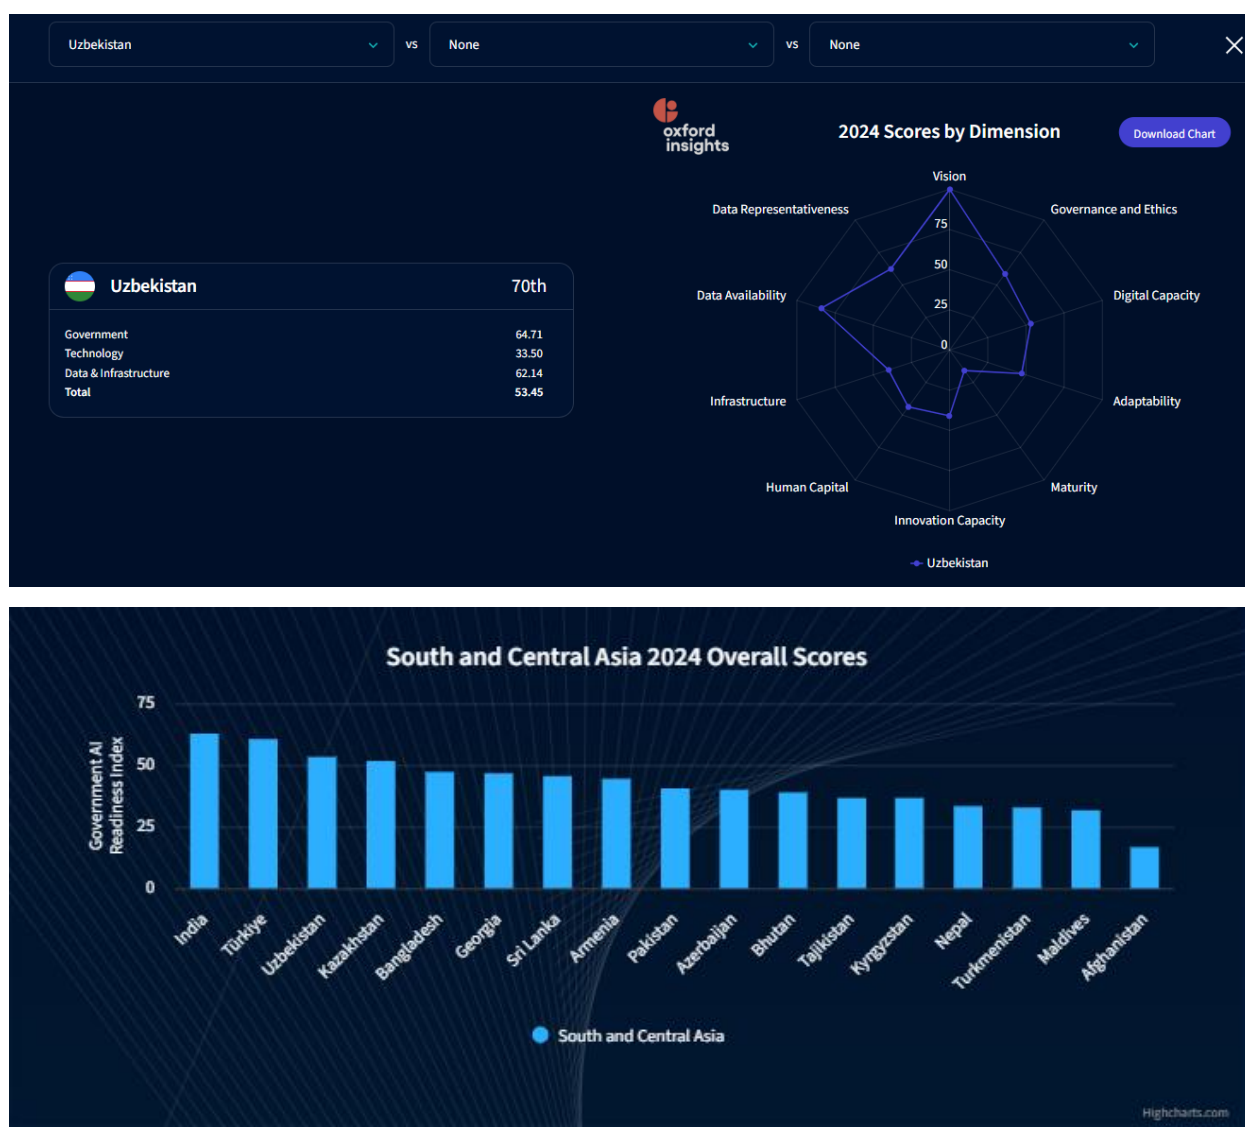 Uzbekistan vs None vs None
oxford
insights
2024 Scores by Dimension
Download Chart
Uzbekistan 70th
Government 64.71
Technology 33.50
Data & Infrastructure 62.14
Total 53.45
Vision
Data Representativeness
Governance and Ethics
75
50
Data Availability
Digital Capacity
25
0
Infrastructure
Adaptability
Human Capital
Maturity
Innovation Capacity
Uzbekistan
South and Central Asia 2024 Overall Scores
Government AI
Readiness Index
75
50
25
0
India
Türkiye
Uzbekistan
Kazakhstan
Bangladesh
Georgia
Sri Lanka
Armenia
Pakistan
Azerbaijan
Bhutan
Tajikistan
Kyrgyzstan
Nepal
Turkmenistan
Maldives
Afghanistan
South and Central Asia
Highcharts.com